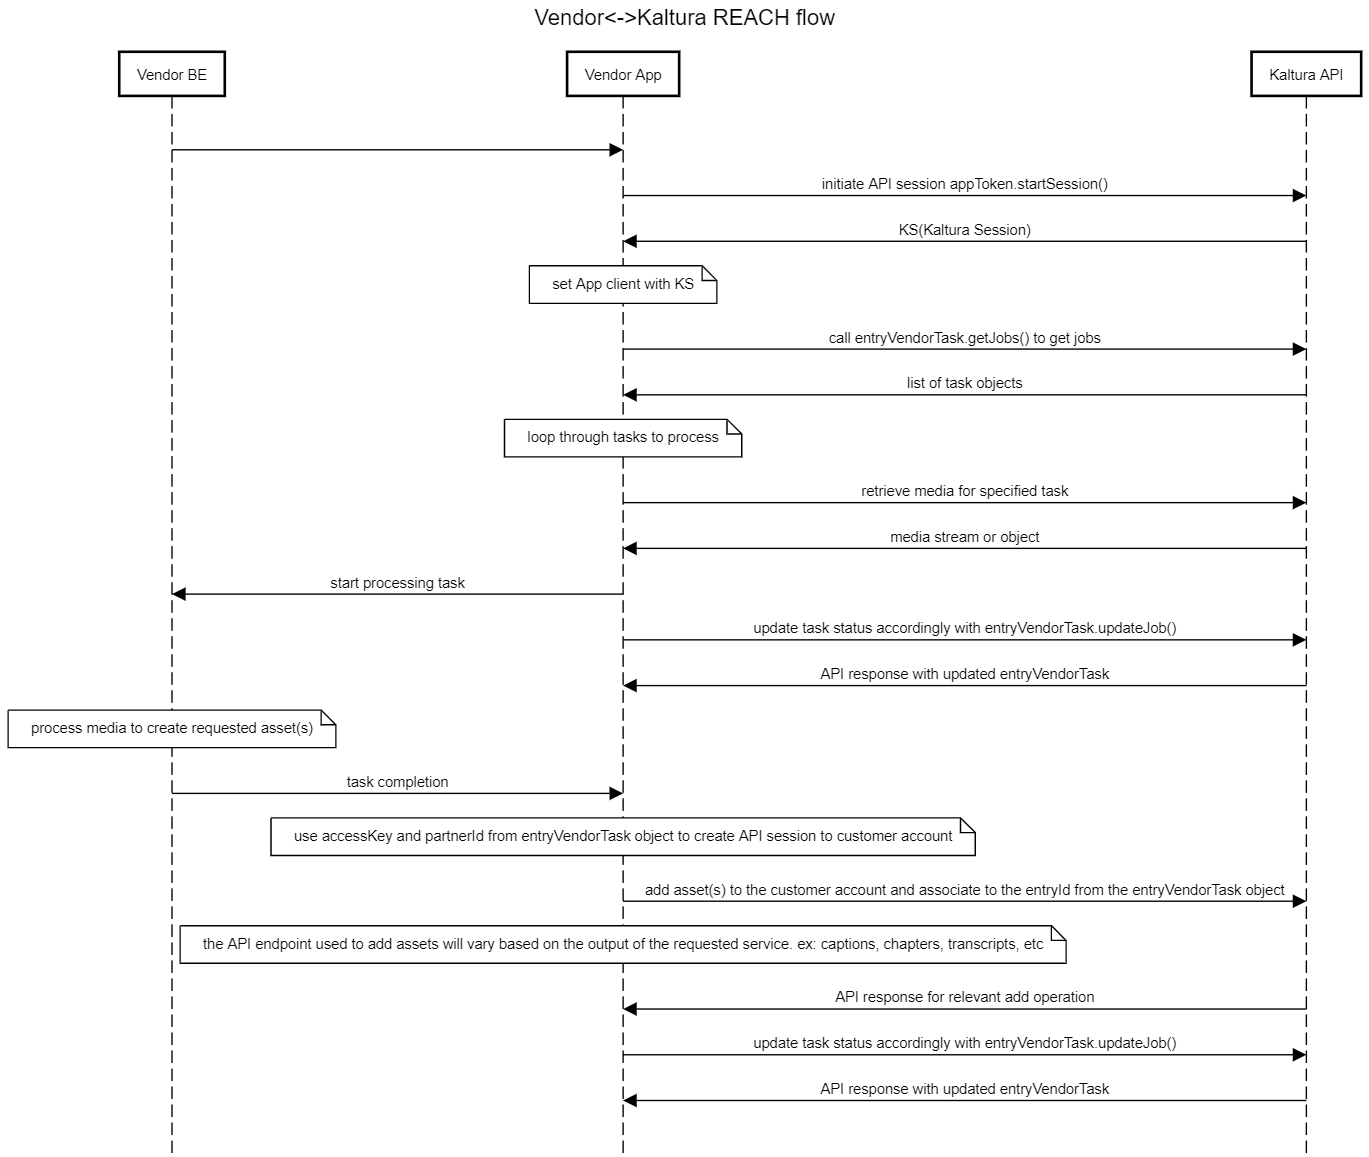 Vendor<->Kaltura REACH flow
Vendor BE
Vendor App
Kaltura API
initiate API session appToken.startSession()
KS(Kaltura Session)
set App client with KS
call entryVendorTask.getJobs() to get jobs
list of task objects
loop through tasks to process
retrieve media for specified task
media stream or object
start processing task
update task status accordingly with entryVendorTask.updateJob()
API response with updated entryVendorTask
process media to create requested asset(s)
task completion
use accessKey and partnerId from entryVendorTask object to create API session to customer account
add asset(s) to the customer account and associate to the entryId from the entryVendorTask object
the API endpoint used to add assets will vary based on the output of the requested service. ex: captions, chapters, transcripts, etc
API response for relevant add operation
update task status accordingly with entryVendorTask.updateJob()
API response with updated entryVendorTask